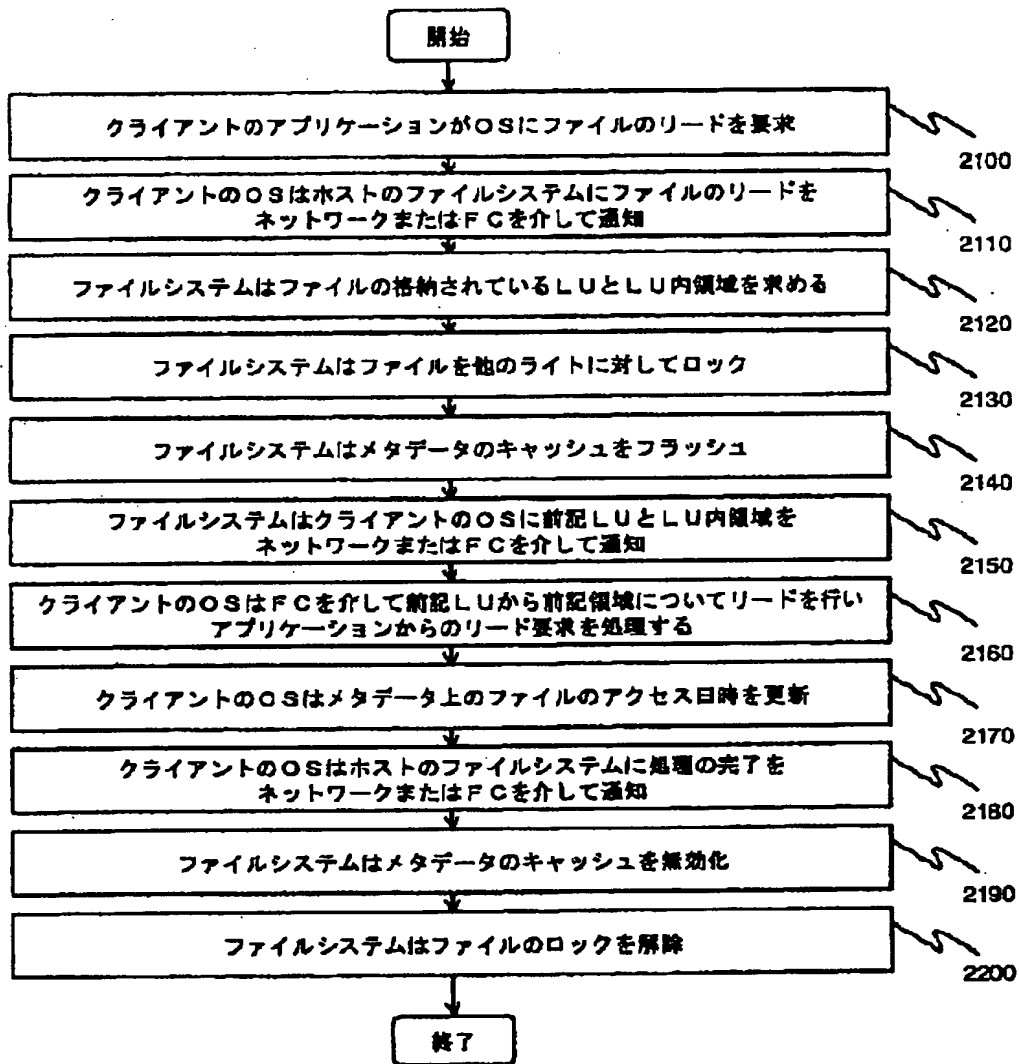 開始
クライアントのアプリケーションがOSにファイルのリードを要求
2100
クライアントのOSはホストのファイルシステムにファイルのリードを
ネットワークまたはFCを介して通知
2110
ファイルシステムはファイルの格納されているLUとLU内領域を求める
2120
ファイルシステムはファイルを他のライトに対してロック
2130
ファイルシステムはメタデータのキャッシュをフラッシュ
2140
ファイルシステムはクライアントのOSに前記LUとLU内領域を
ネットワークまたはFCを介して通知
2150
クライアントのOSはFCを介して前記LUから前記領域についてリードを行い
アプリケーションからのリード要求を処理する
2160
クライアントのOSはメタデータ上のファイルのアクセス日時を更新
2170
クライアントのOSはホストのファイルシステムに処理の完了を
ネットワークまたはFCを介して通知
2180
ファイルシステムはメタデータのキャッシュを無効化
2190
ファイルシステムはファイルのロックを解除
2200
終了